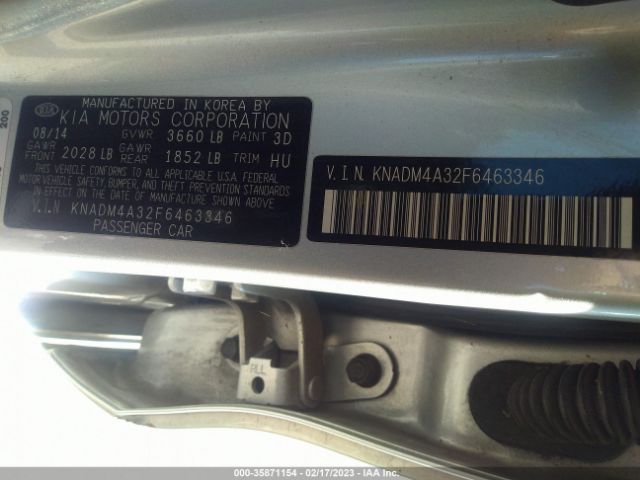 KIA
MANUFACTURED IN KOREA BY
KIA MOTORS CORPORATION
08/14 GVWR 3660 LB PAINT 3D
GAWR FRONT 2028 LB GAWR REAR 1852 LB TRIM HU
THIS VEHICLE CONFORMS TO ALL APPLICABLE U.S.A. FEDERAL
MOTOR VEHICLE SAFETY, BUMPER, AND THEFT PREVENTION STANDARDS
IN EFFECT ON THE DATE OF MANUFACTURE SHOWN ABOVE.
V.I.N KNADM4A32F6463346
PASSENGER CAR
V.I.N. KNADM4A32F6463346
200
RLL
000-35871154 - 02/17/2023 - IAA Inc.